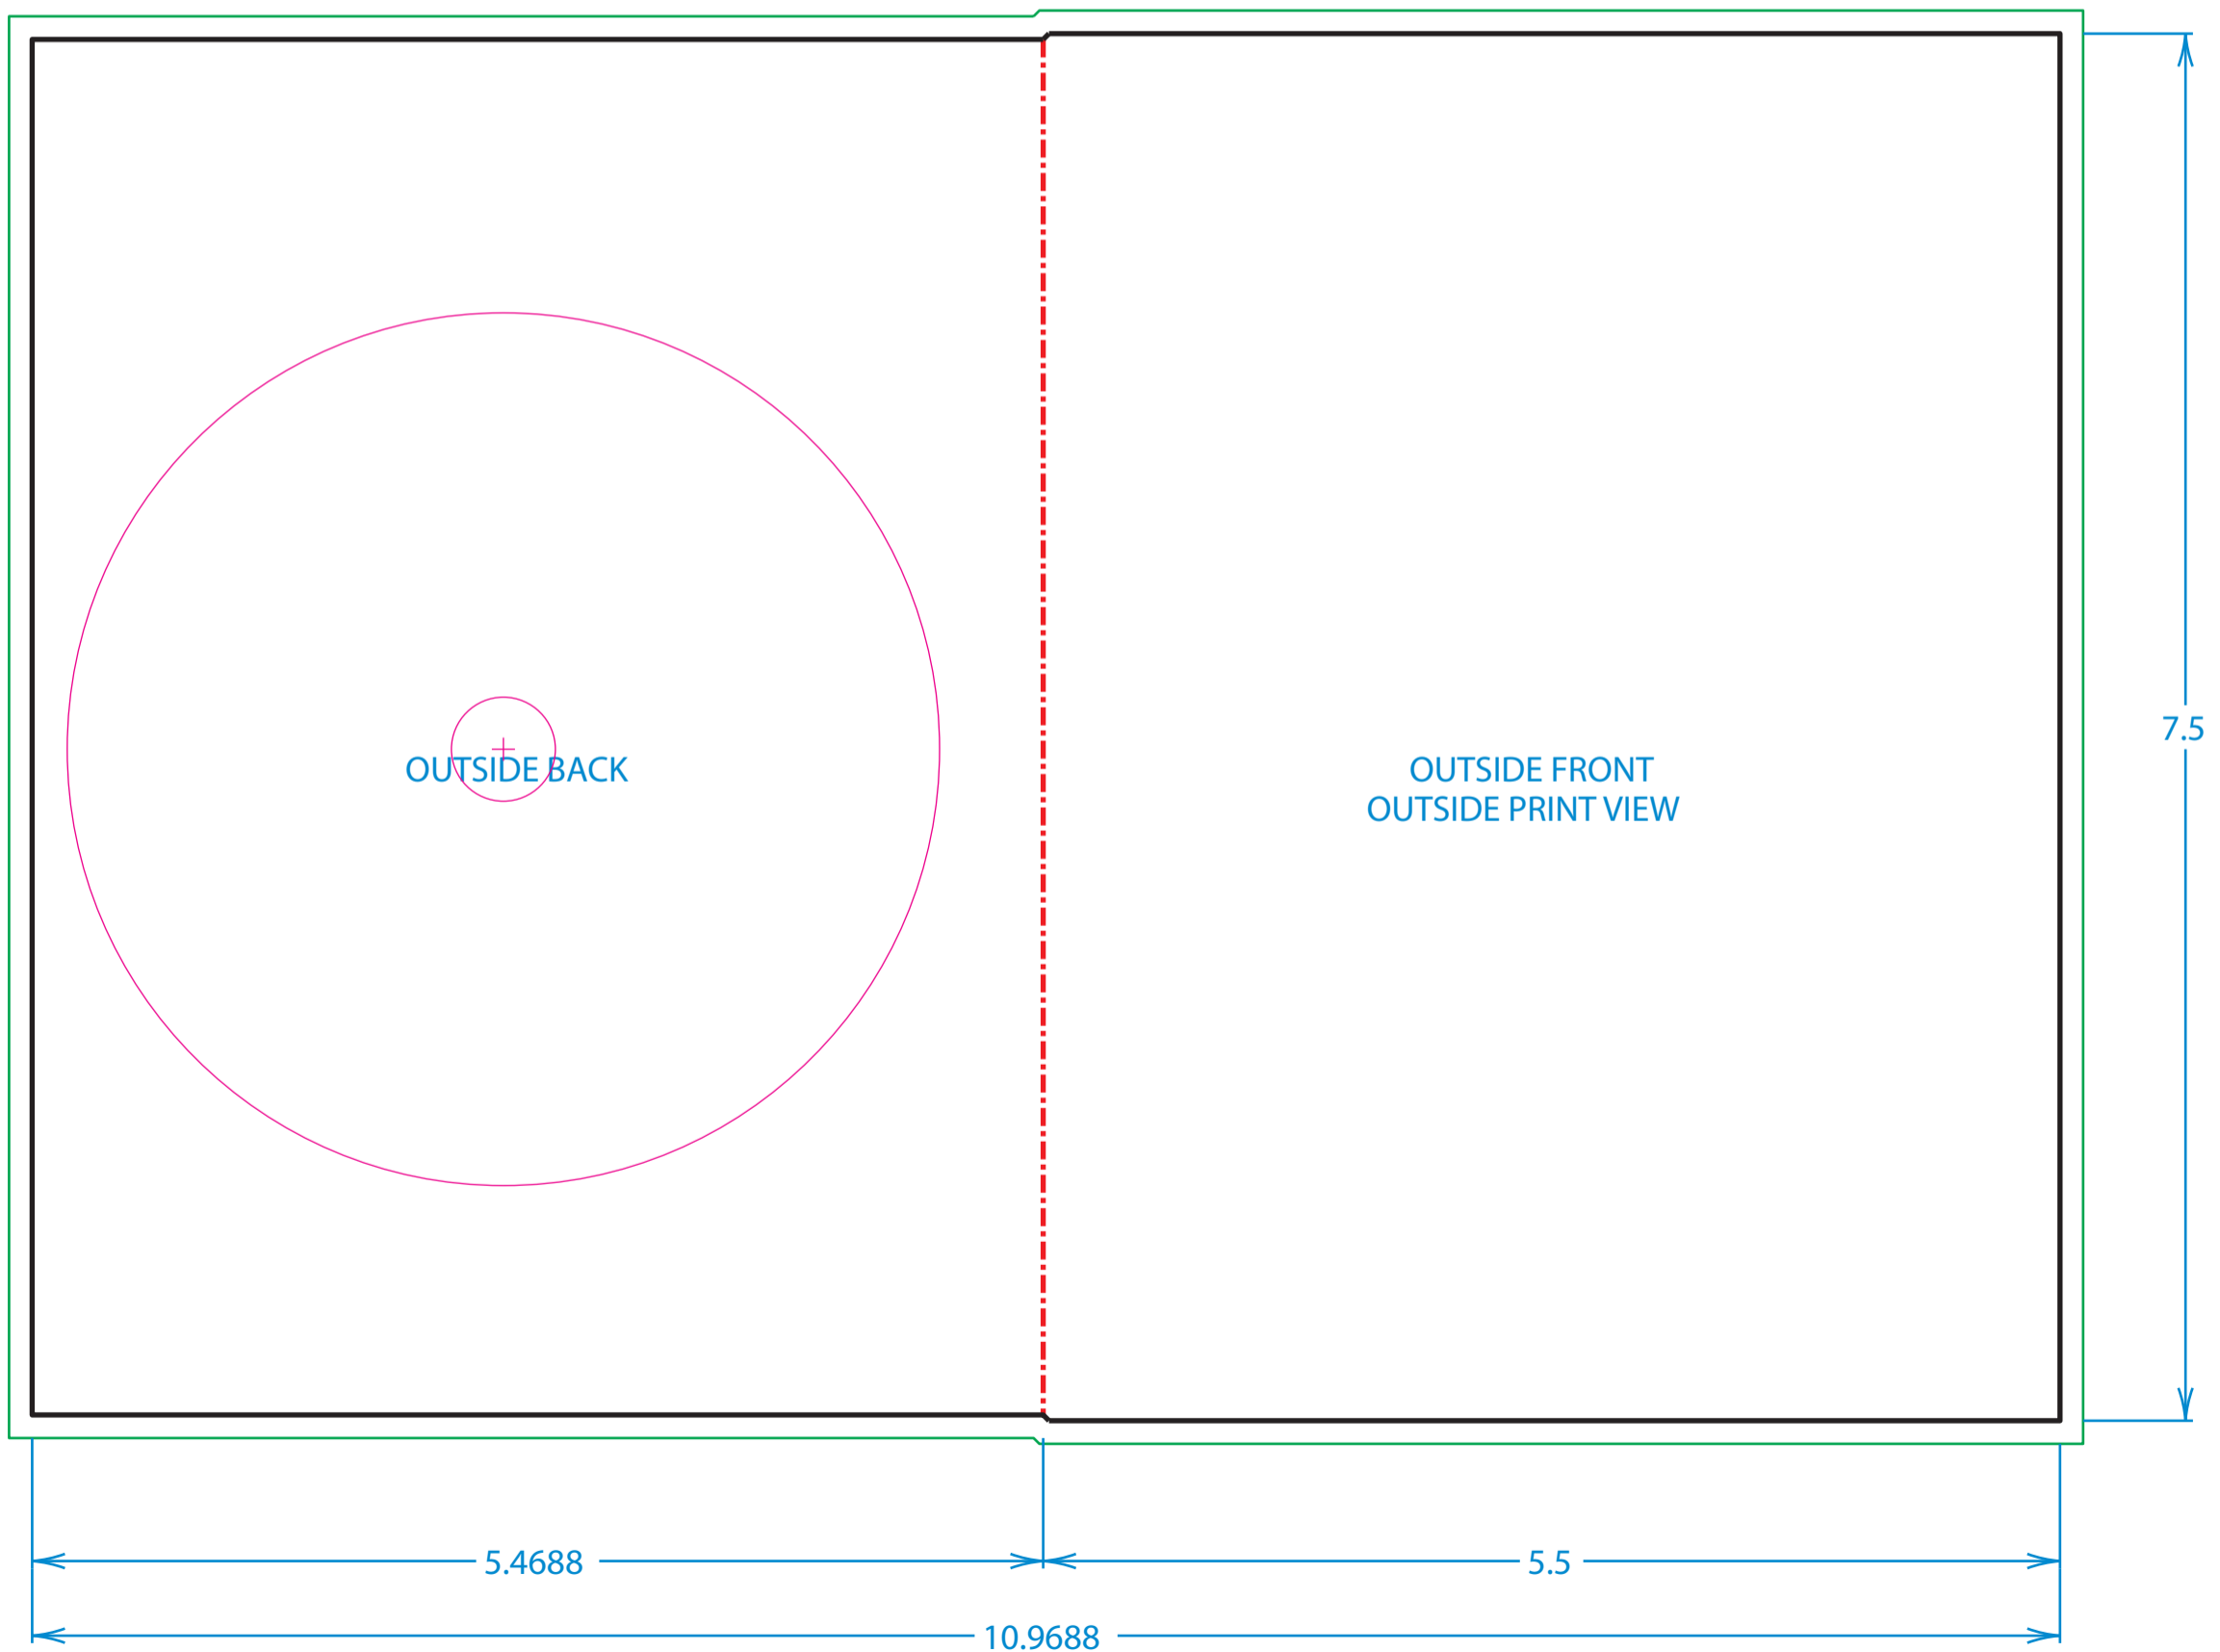 7.5
OUTSIDE BACK
OUTSIDE FRONT
OUTSIDE PRINT VIEW
5.4688
5.5
10.9688